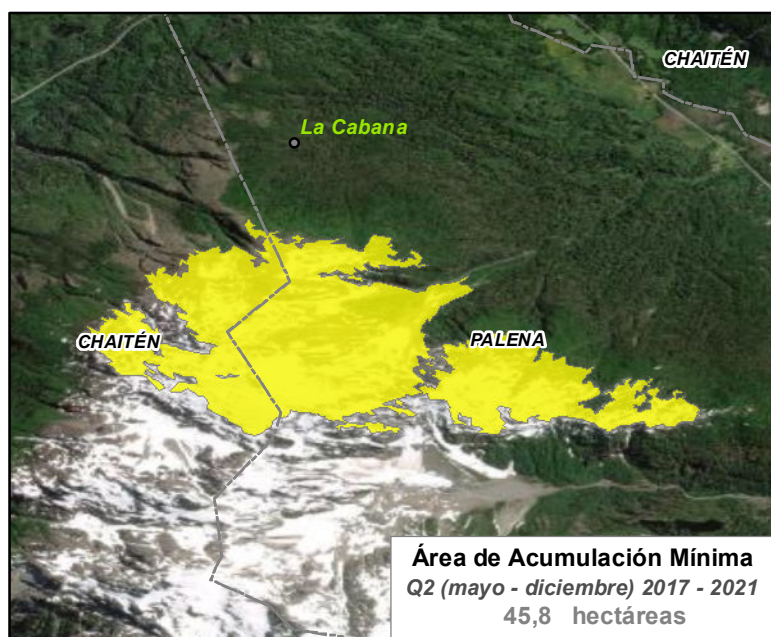 CHAITÉN
La Cabana
CHAITÉN
PALENA
Área de Acumulación Mínima
Q2 (mayo - diciembre) 2017 - 2021
45,8 hectáreas